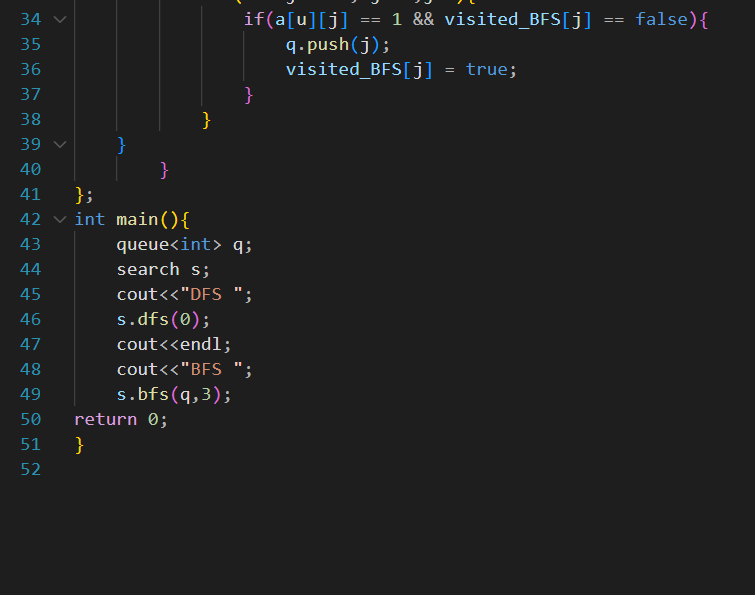 34 if(a[u][j] == 1 && visited_BFS[j] == false){
35 q.push(j);
36 visited_BFS[j] = true;
37 }
38 }
39 }
40 }
41 };
42 int main(){
43 queue<int> q;
44 search s;
45 cout<<"DFS ";
46 s.dfs(0);
47 cout<<endl;
48 cout<<"BFS ";
49 s.bfs(q,3);
50 return 0;
51 }
52